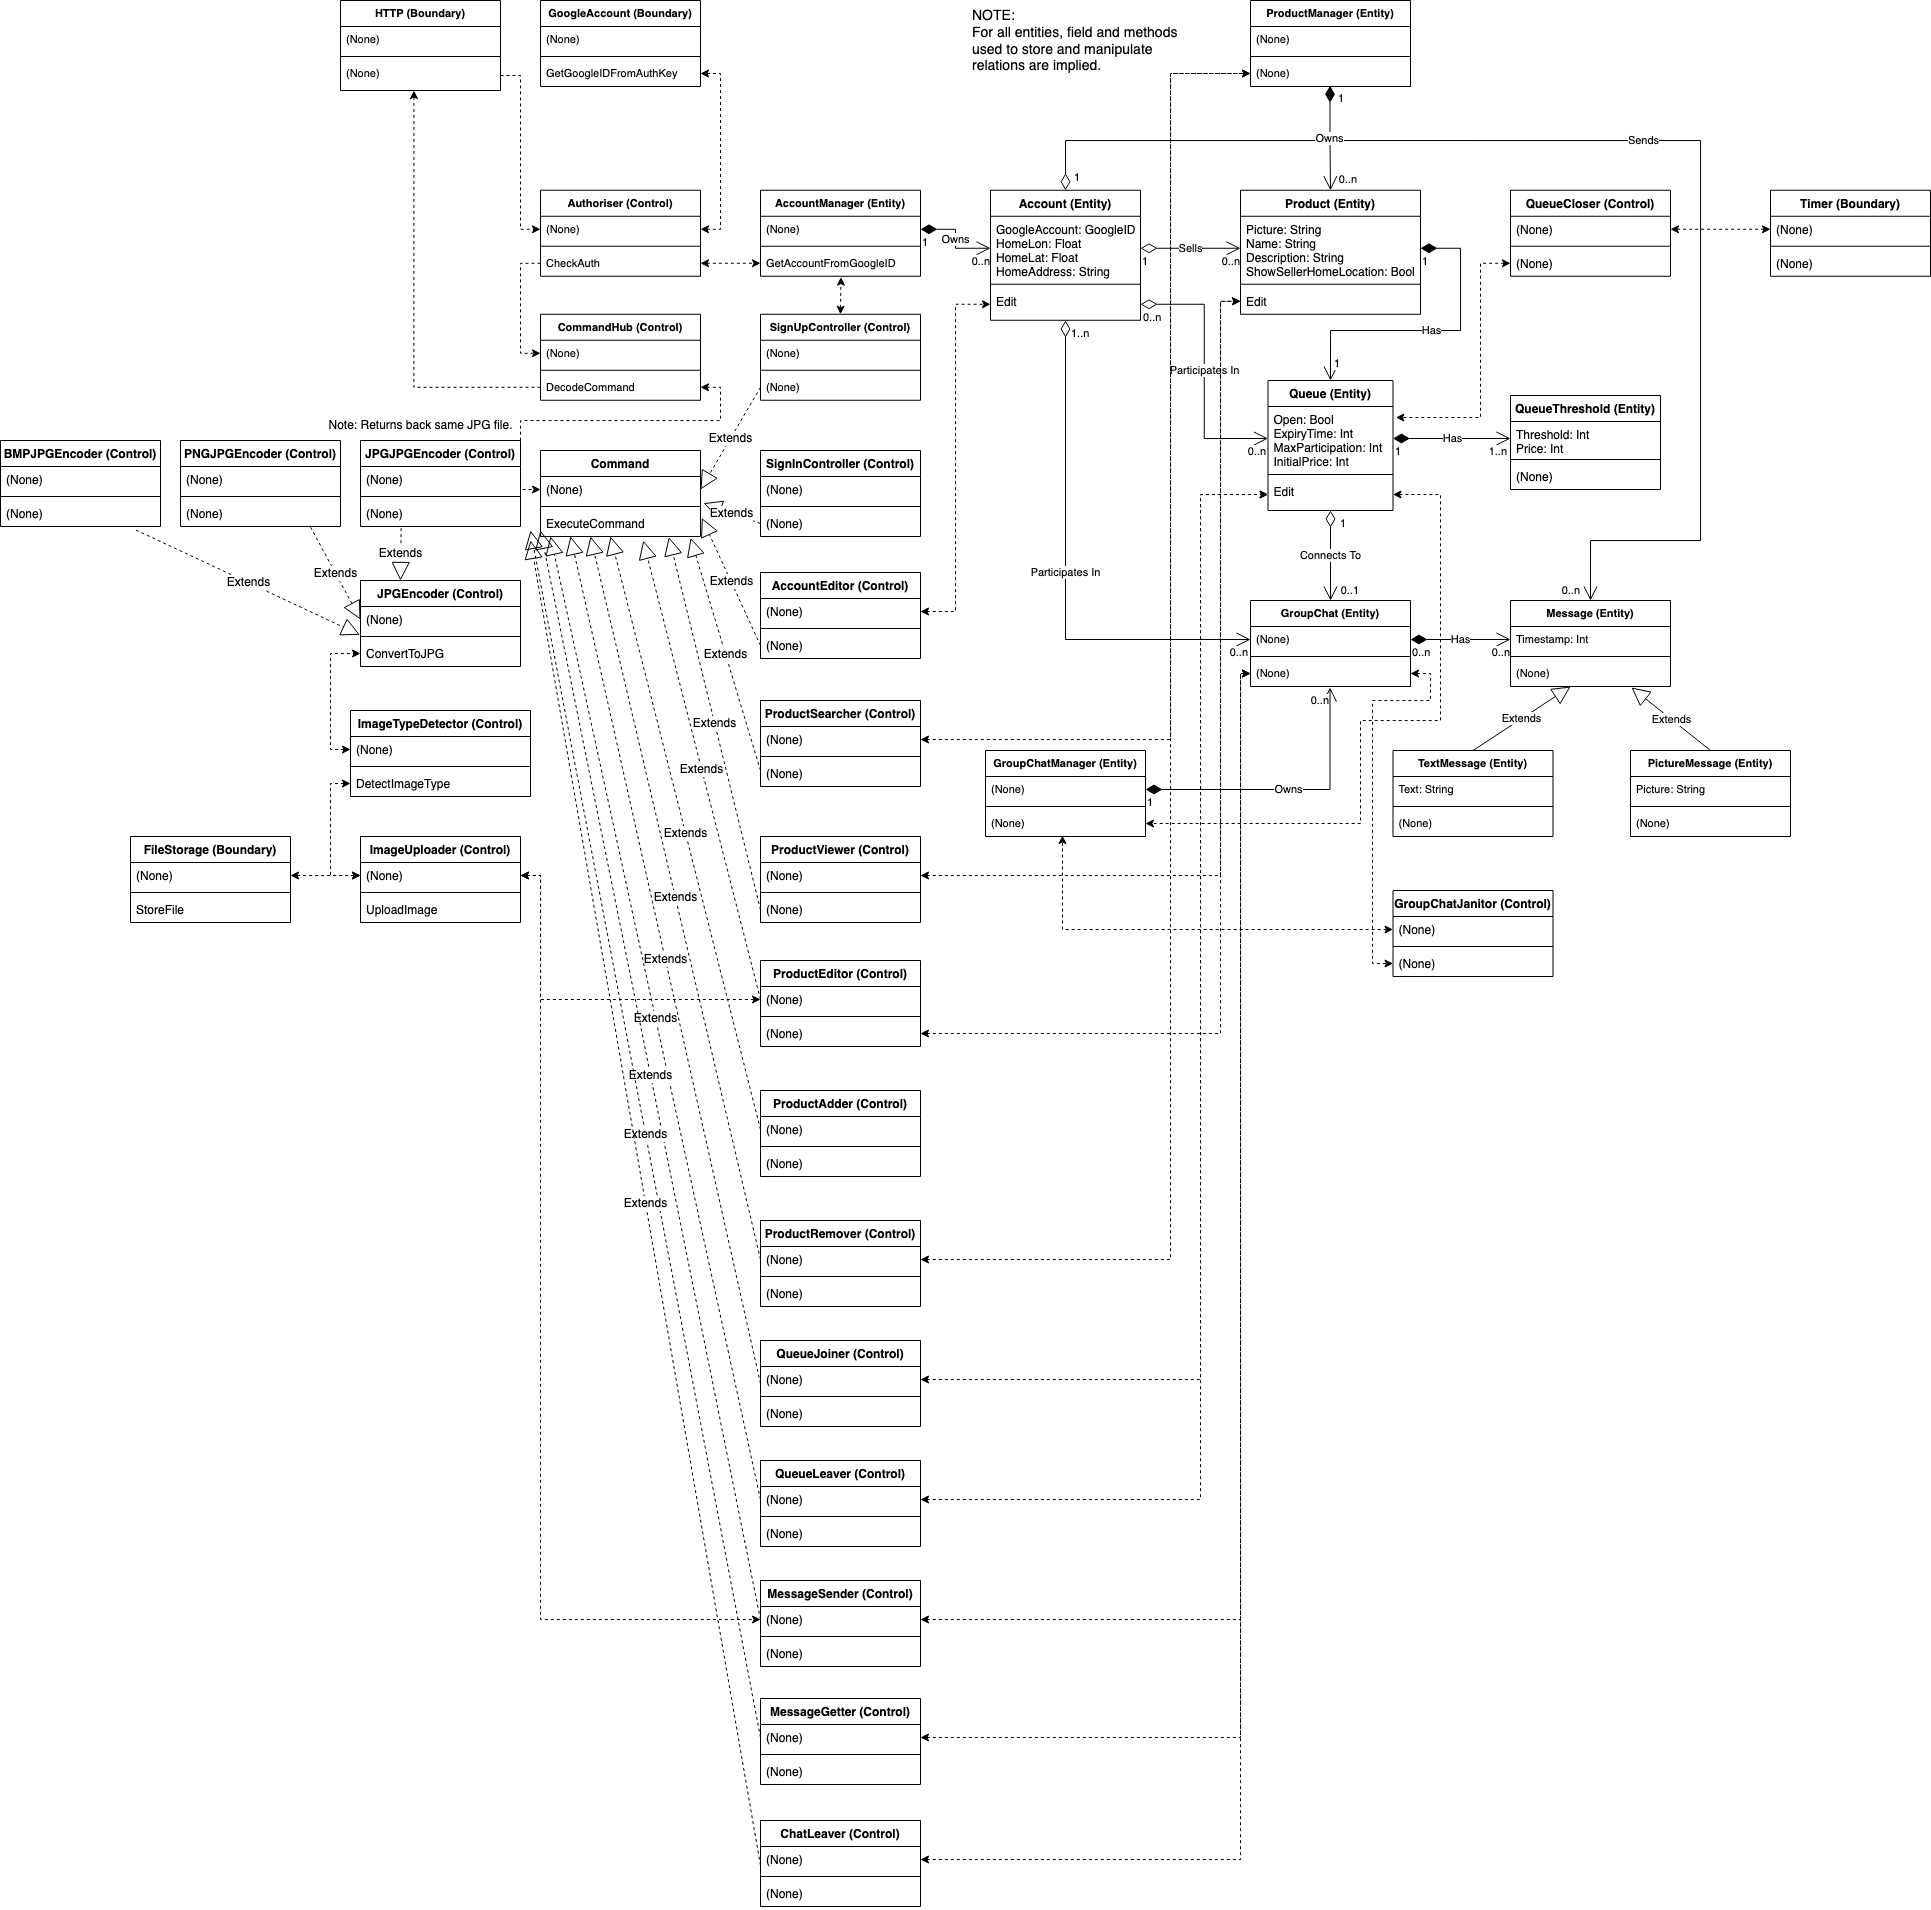 HTTP (Boundary)
(None)
(None)
GoogleAccount (Boundary)
(None)
GetGoogleIDFromAuthKey
NOTE:
For all entities, field and methods
used to store and manipulate
relations are implied.
ProductManager (Entity)
(None)
(None)
1
Owns
0..n
Sends
Authoriser (Control)
(None)
CheckAuth
AccountManager (Entity)
(None)
GetAccountFromGoogleID
1
Owns
0..n
1
Account (Entity)
GoogleAccount: GoogleID
HomeLon: Float
HomeLat: Float
HomeAddress: String
Edit
1
Sells
0..n
0..n
1..n
Product (Entity)
Picture: String
Name: String
Description: String
ShowSellerHomeLocation: Bool
Edit
1
Has
1
QueueCloser (Control)
(None)
(None)
Timer (Boundary)
(None)
(None)
CommandHub (Control)
(None)
DecodeCommand
SignUpController (Control)
(None)
(None)
Participates In
0..n
Queue (Entity)
Open: Bool
ExpiryTime: Int
MaxParticipation: Int
InitialPrice: Int
Edit
1
Has
1..n
QueueThreshold (Entity)
Threshold: Int
Price: Int
(None)
Note: Returns back same JPG file.
BMPJPGEncoder (Control)
(None)
(None)
PNGJPGEncoder (Control)
(None)
(None)
JPGJPGEncoder (Control)
(None)
(None)
Command
(None)
ExecuteCommand
Extends
SignInController (Control)
(None)
(None)
Extends
Extends
Extends
Extends
1
Connects To
0..1
JPGEncoder (Control)
(None)
ConvertToJPG
Extends
AccountEditor (Control)
(None)
(None)
Participates In
0..n
GroupChat (Entity)
(None)
(None)
0..n
Has
0..n
0..n
Message (Entity)
Timestamp: Int
(None)
Extends
Extends
Extends
ImageTypeDetector (Control)
(None)
DetectImageType
Extends
ProductSearcher (Control)
(None)
(None)
0..n
GroupChatManager (Entity)
(None)
(None)
1
Owns
TextMessage (Entity)
Text: String
(None)
PictureMessage (Entity)
Picture: String
(None)
Extends
Extends
FileStorage (Boundary)
(None)
StoreFile
ImageUploader (Control)
(None)
UploadImage
ProductViewer (Control)
(None)
(None)
Extends
GroupChatJanitor (Control)
(None)
(None)
Extends
ProductEditor (Control)
(None)
(None)
Extends
Extends
ProductAdder (Control)
(None)
(None)
Extends
Extends
ProductRemover (Control)
(None)
(None)
QueueJoiner (Control)
(None)
(None)
QueueLeaver (Control)
(None)
(None)
MessageSender (Control)
(None)
(None)
MessageGetter (Control)
(None)
(None)
ChatLeaver (Control)
(None)
(None)